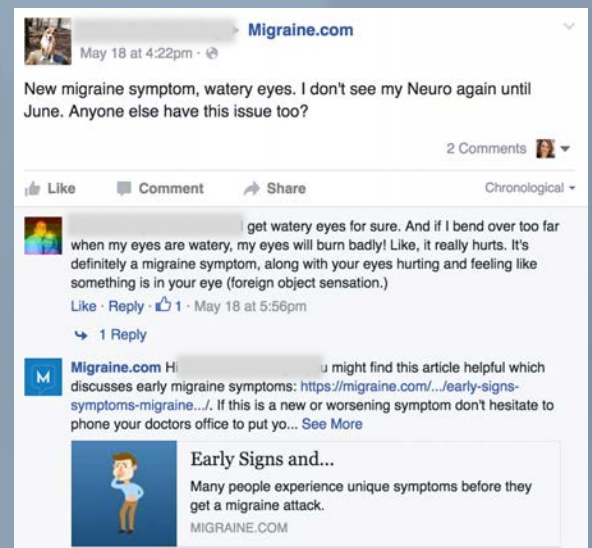 Migraine.com
May 18 at 4:22pm ·
New migraine symptom, watery eyes. I don't see my Neuro again until
June. Anyone else have this issue too?
2 Comments
Like Comment Share Chronological
get watery eyes for sure. And if I bend over too far
when my eyes are watery, my eyes will burn badly! Like, it really hurts. It's
definitely a migraine symptom, along with your eyes hurting and feeling like
something is in your eye (foreign object sensation.)
Like · Reply · 1 · May 18 at 5:56pm
1 Reply
M
Migraine.com Hi u might find this article helpful which
discusses early migraine symptoms: https://migraine.com/.../early-signs-
symptoms-migraine.../. If this is a new or worsening symptom don't hesitate to
phone your doctors office to put yo... See More
Early Signs and...
Many people experience unique symptoms before they
get a migraine attack.
MIGRAINE.COM